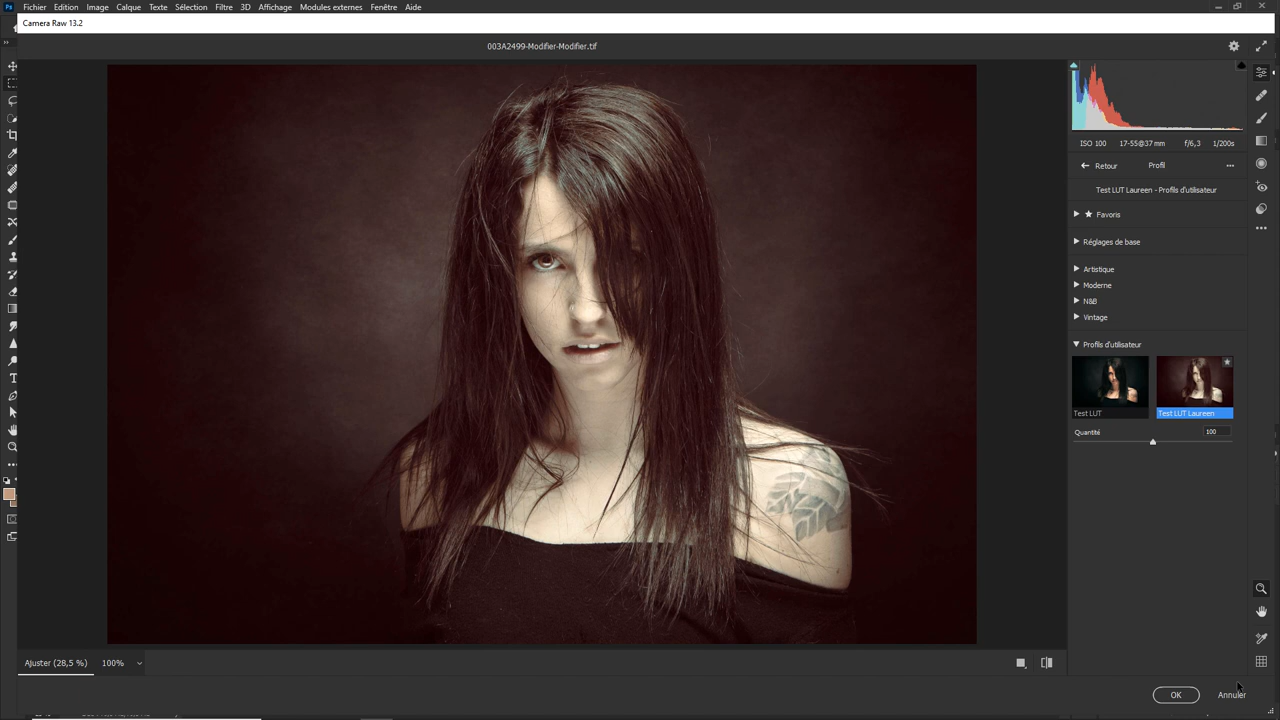 Ps Fichier Edition Image Calque Texte Sélection Filtre 3D Affichage Modules externes Fenêtre Aide
Camera Raw 13.2
003A2499-Modifier-Modifier.tif
ISO 100 17-55@37 mm f/6,3 1/200s
Retour Profil
Test LUT Laureen - Profils d'utilisateur
Favoris
Réglages de base
Artistique
Moderne
N&B
Vintage
Profils d'utilisateur
Test LUT Test LUT Laureen
Quantité 100
Ajuster (28,5 %) 100%
OK Annuler